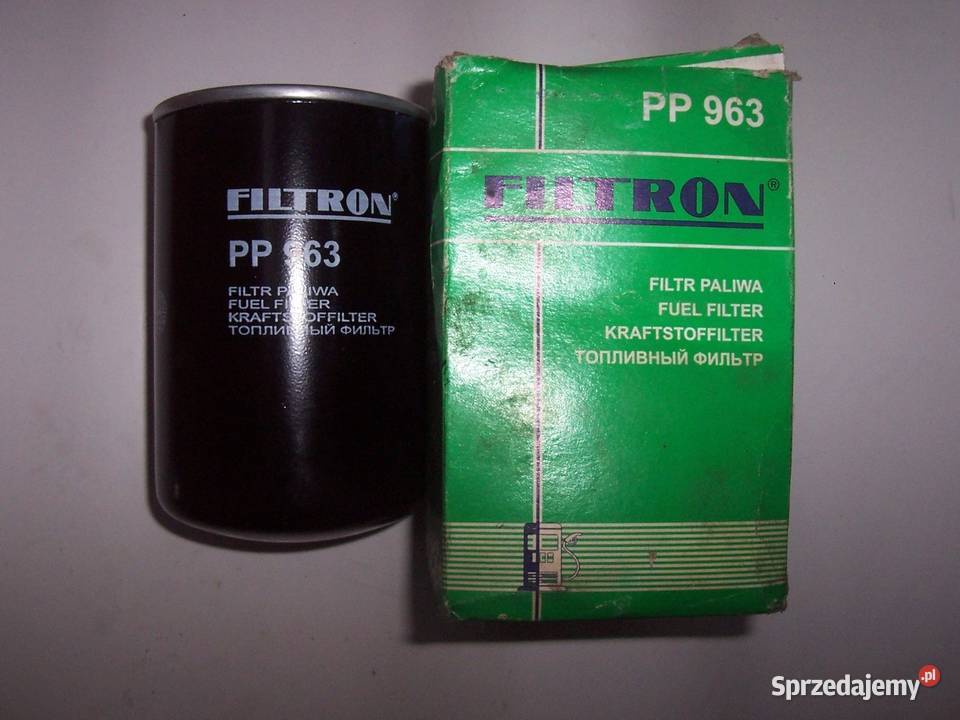 FILTRON®
PP 963
FILTR PALIWA
FUEL FILTER
KRAFTSTOFFILTER
ТОПЛИВНЫЙ ФИЛЬТР
PP 963
FILTRON®
FILTR PALIWA
FUEL FILTER
KRAFTSTOFFILTER
ТОПЛИВНЫЙ ФИЛЬТР
Sprzedajemy.pl